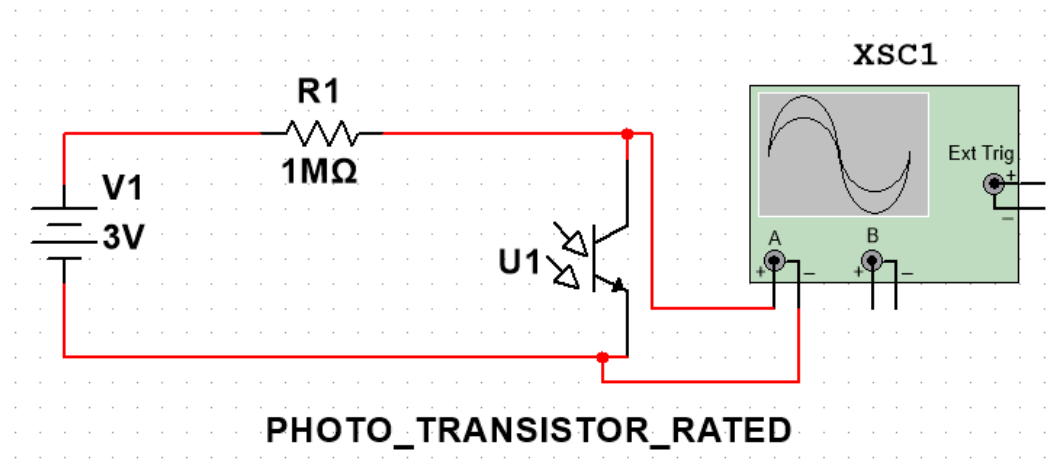 XSC1
R1
1MΩ
V1
3V
U1
Ext Trig
+
–
A
B
+
–
+
–
PHOTO_TRANSISTOR_RATED